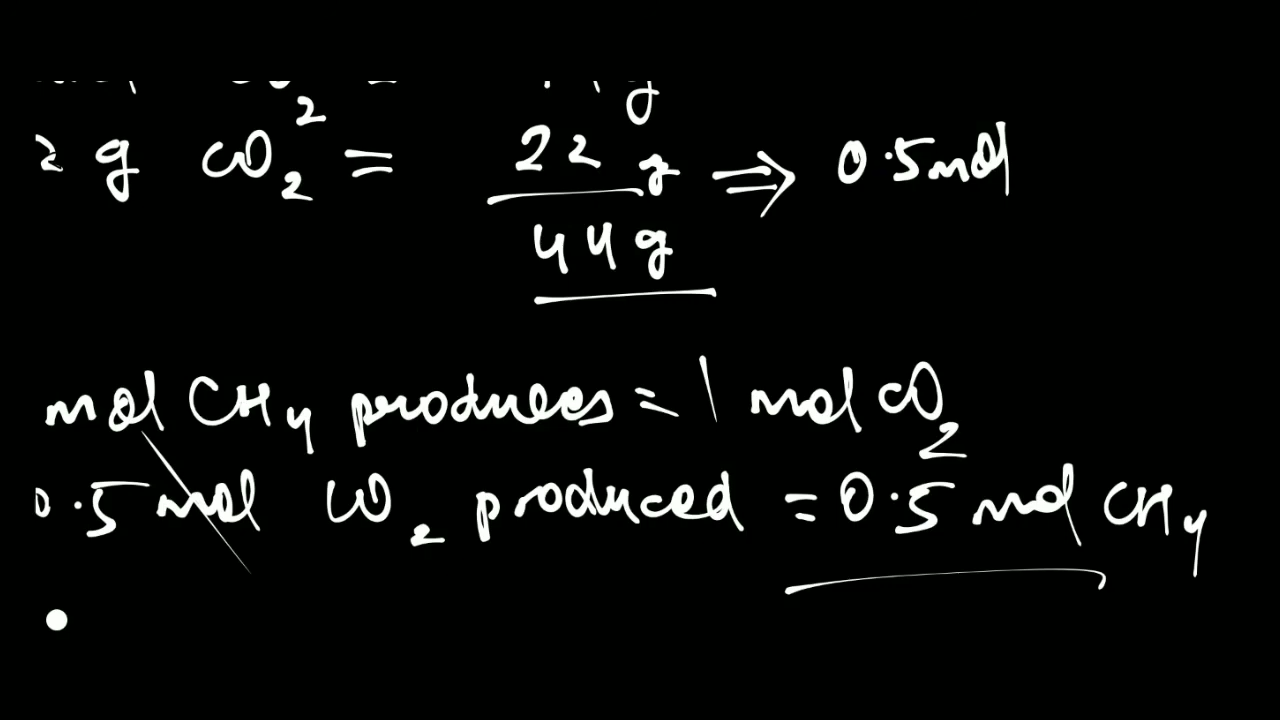 2 g CO2 = 22 g / 44 g ⇒ 0.5 mol
mol CH4 produces = 1 mol CO2
0.5 mol CO2 produced = 0.5 mol CH4